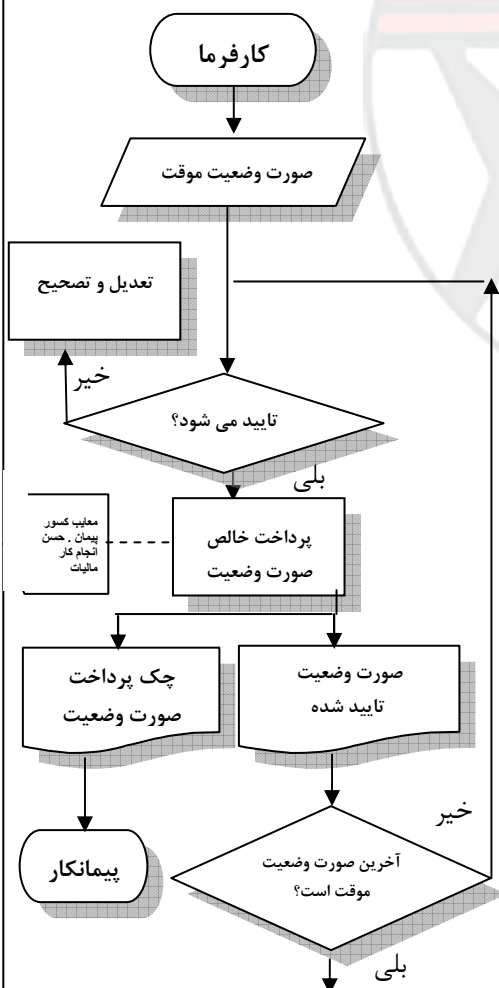 کارفرما
صورت وضعیت موقت
تعدیل و تصحیح
خیر
تایید می شود؟
بلی
پرداخت خالص
صورت وضعیت
معایب کسور
پیمان . حسن
انجام کار
مالیات
چک پرداخت
صورت وضعیت
صورت وضعیت
تایید شده
خیر
پیمانکار
آخرین صورت وضعیت
موقت است؟
بلی